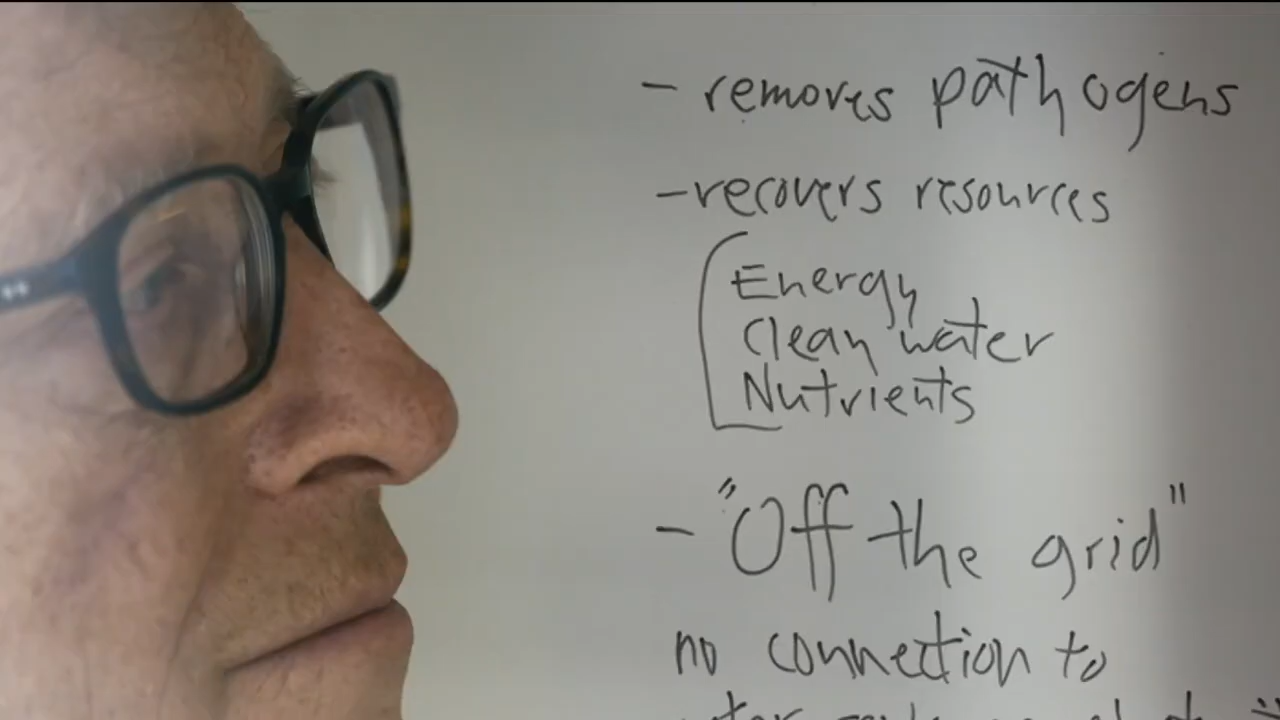 - removes pathogens
- recovers resources
Energy
Clean water
Nutrients
- "Off the grid"
no connection to